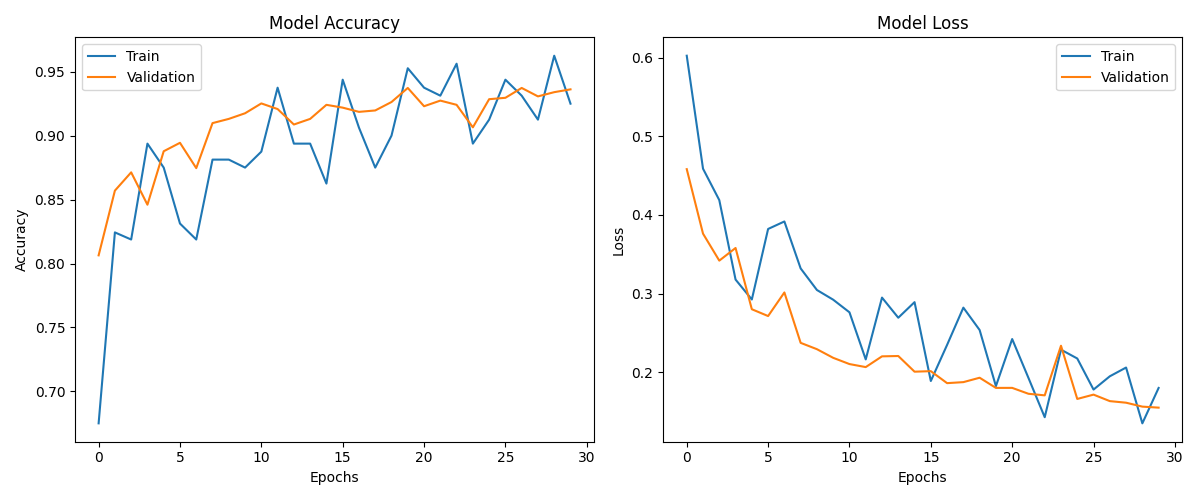 Model Accuracy
Train
Validation
Accuracy
0.95
0.90
0.85
0.80
0.75
0.70
0 5 10 15 20 25 30
Epochs
Model Loss
Train
Validation
Loss
0.6
0.5
0.4
0.3
0.2
0 5 10 15 20 25 30
Epochs